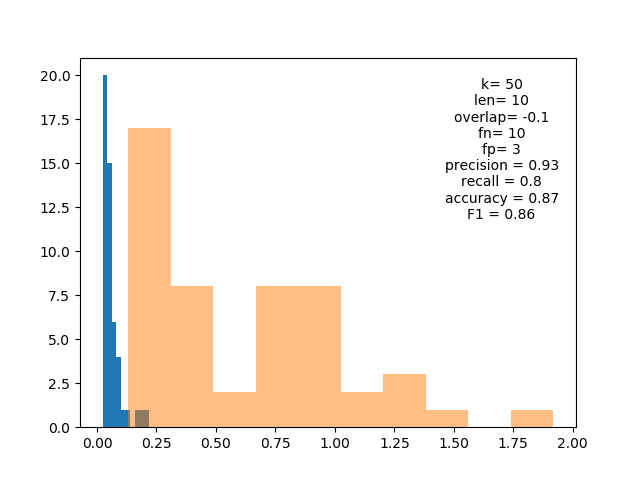 20.0
17.5
15.0
12.5
10.0
7.5
5.0
2.5
0.0
k= 50
len= 10
overlap= -0.1
fn= 10
fp= 3
precision = 0.93
recall = 0.8
accuracy = 0.87
F1 = 0.86
0.00 0.25 0.50 0.75 1.00 1.25 1.50 1.75 2.00